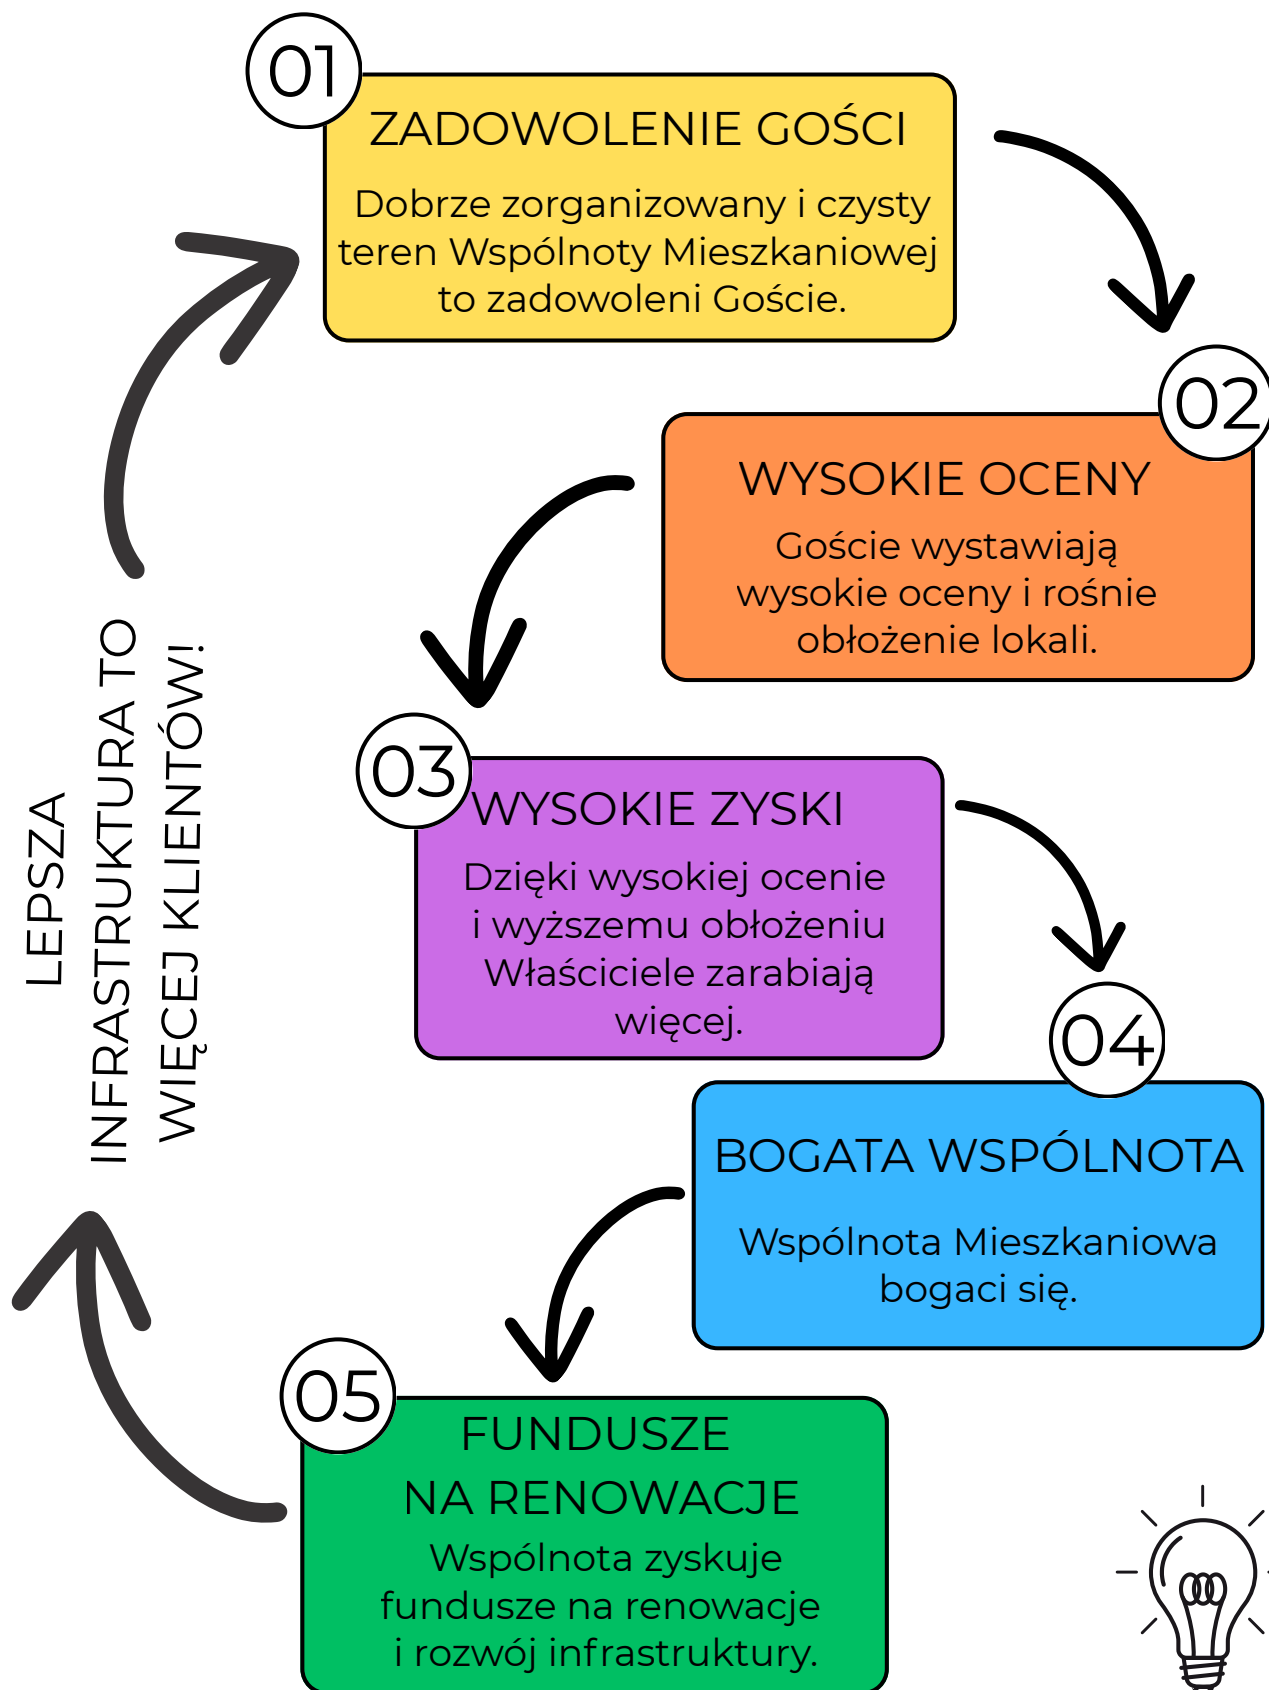 01
ZADOWOLENIE GOŚCI
Dobrze zorganizowany i czysty
teren Wspólnoty Mieszkaniowej
to zadowoleni Goście.
02
WYSOKIE OCENY
Goście wystawiają
wysokie oceny i rośnie
obłożenie lokali.
03
WYSOKIE ZYSKI
Dzięki wysokiej ocenie
i wyższemu obłożeniu
Właściciele zarabiają
więcej.
04
BOGATA WSPÓLNOTA
Wspólnota Mieszkaniowa
bogaci się.
05
FUNDUSZE
NA RENOWACJE
Wspólnota zyskuje
fundusze na renowacje
i rozwój infrastruktury.
LEPSZA
INFRASTRUKTURA TO
WIĘCEJ KLIENTÓW!